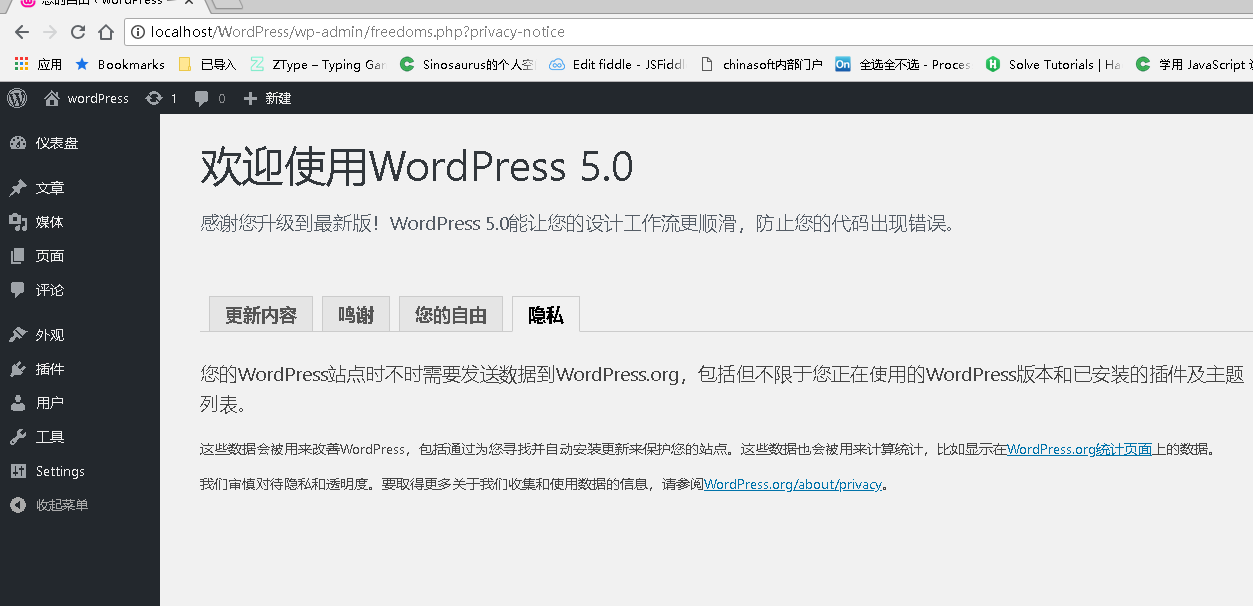 您的自由 ‹ wordPress —
localhost/WordPress/wp-admin/freedoms.php?privacy-notice
应用 Bookmarks 已导入 ZType – Typing Gar Sinosaurus的个人空 Edit fiddle - JSFiddl chinasoft内部门户 On 全选全不选 - Proces Solve Tutorials | Ha 学用 JavaScript
wordPress 1 0 新建
仪表盘
文章
媒体
页面
评论
外观
插件
用户
工具
Settings
收起菜单
欢迎使用WordPress 5.0
感谢您升级到最新版！WordPress 5.0能让您的设计工作流更顺滑，防止您的代码出现错误。
更新内容 鸣谢 您的自由 隐私
您的WordPress站点时不时需要发送数据到WordPress.org，包括但不限于您正在使用的WordPress版本和已安装的插件及主题
列表。
这些数据会被用来改善WordPress，包括通过为您寻找并自动安装更新来保护您的站点。这些数据也会被用来计算统计，比如显示在WordPress.org统计页面上的数据。
我们审慎对待隐私和透明度。要取得更多关于我们收集和使用数据的信息，请参阅WordPress.org/about/privacy。